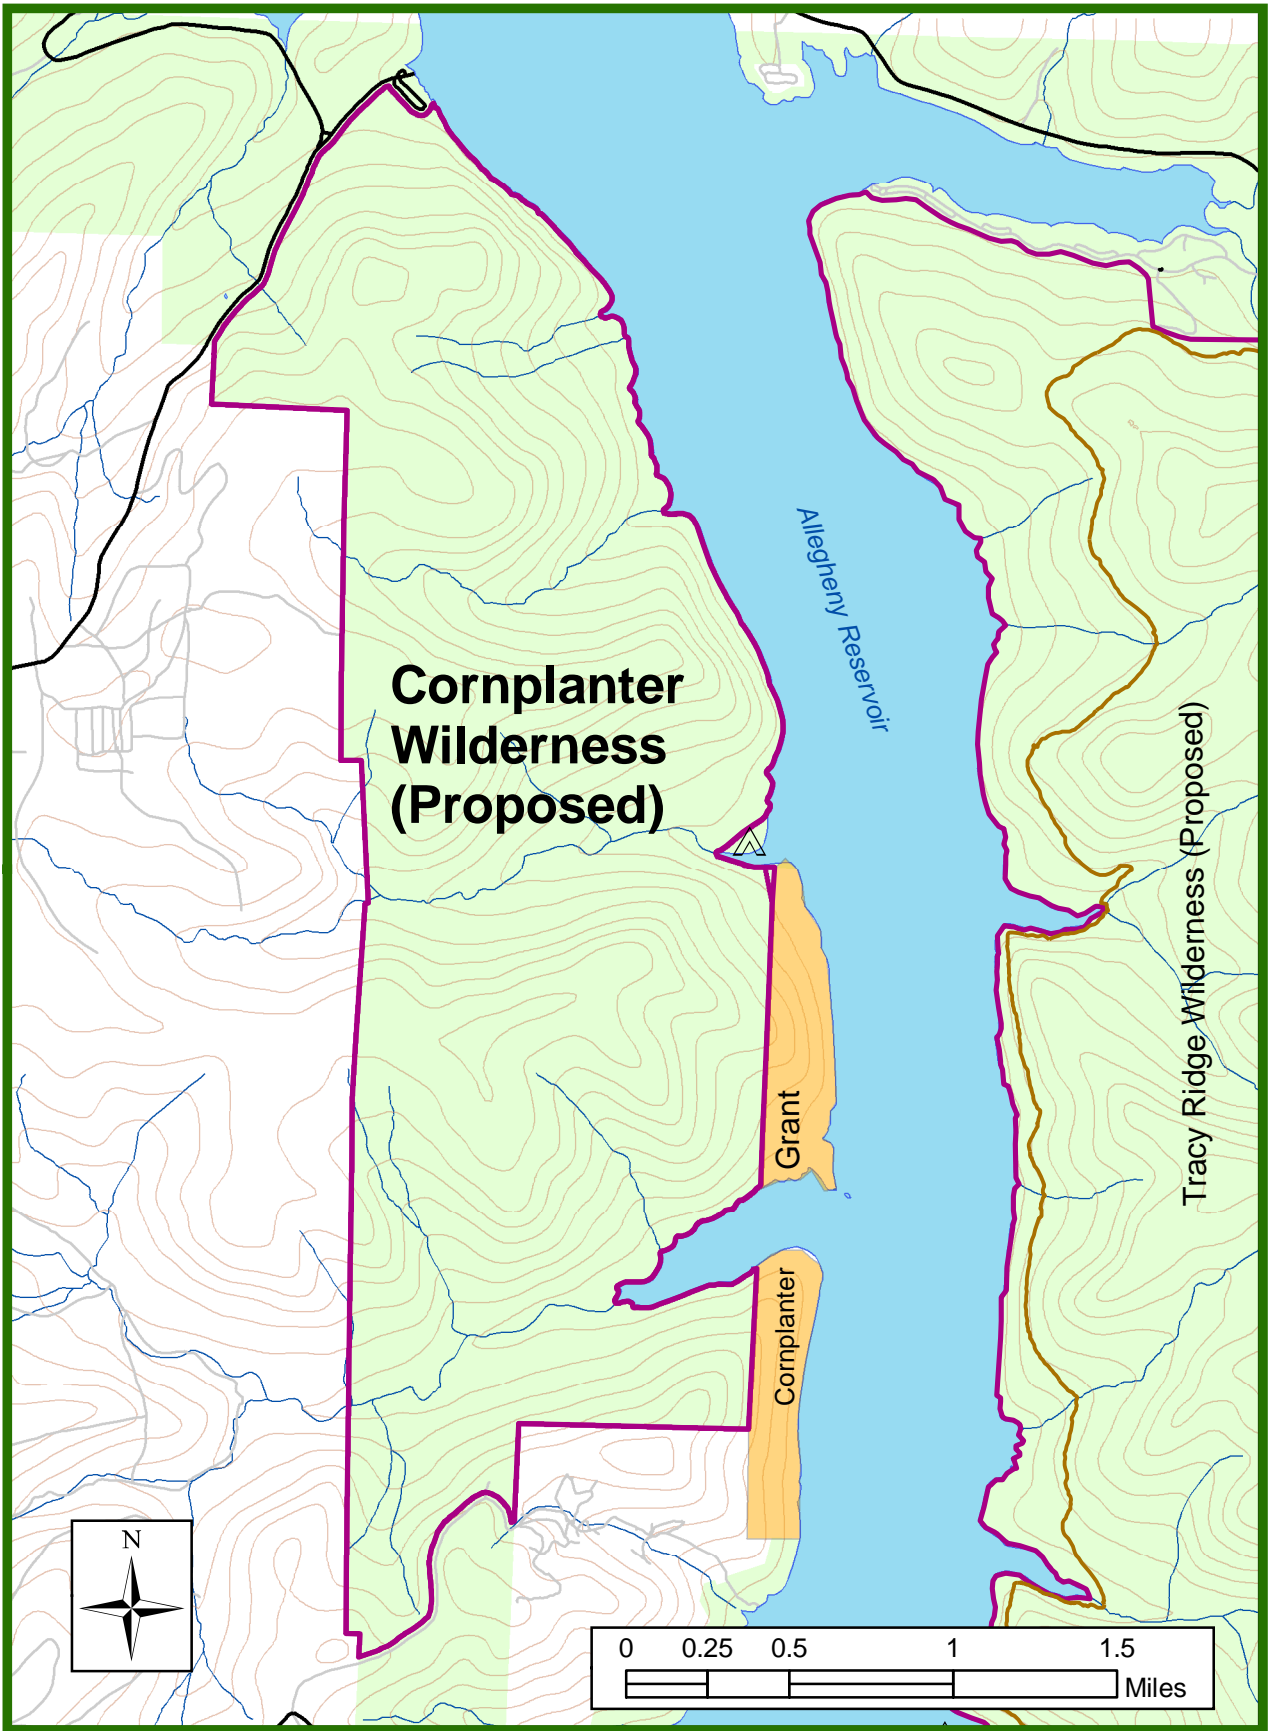 Allegheny Reservoir
Cornplanter
Wilderness
(Proposed)
Tracy Ridge Wilderness (Proposed)
Grant
Cornplanter
N
0 0.25 0.5 1 1.5
Miles